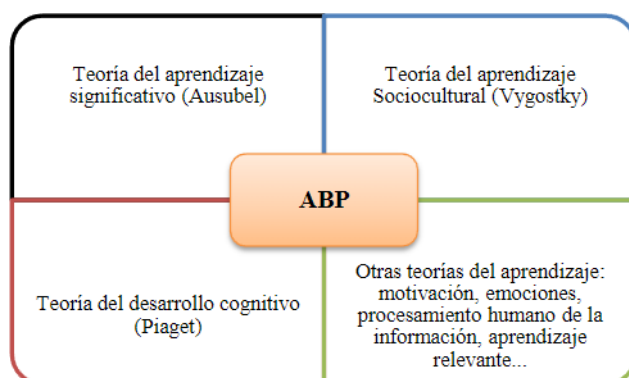 Teoría del aprendizaje
significativo (Ausubel)
Teoría del aprendizaje
Sociocultural (Vygostky)
ABP
Teoría del desarrollo cognitivo
(Piaget)
Otras teorías del aprendizaje:
motivación, emociones,
procesamiento humano de la
información, aprendizaje
relevante...